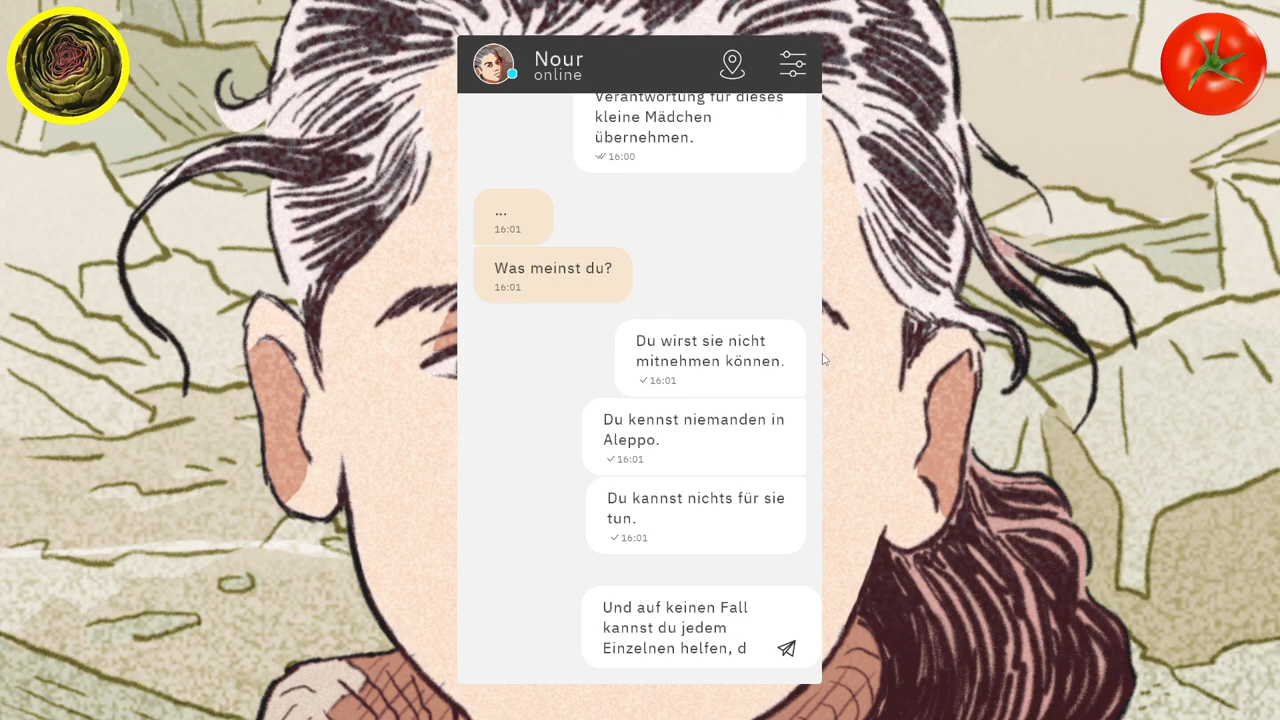 Nour
online
Verantwortung für dieses
kleine Mädchen
übernehmen.
16:00
...
16:01
Was meinst du?
16:01
Du wirst sie nicht
mitnehmen können.
16:01
Du kennst niemanden in
Aleppo.
16:01
Du kannst nichts für sie
tun.
16:01
Und auf keinen Fall
kannst du jedem
Einzelnen helfen, d